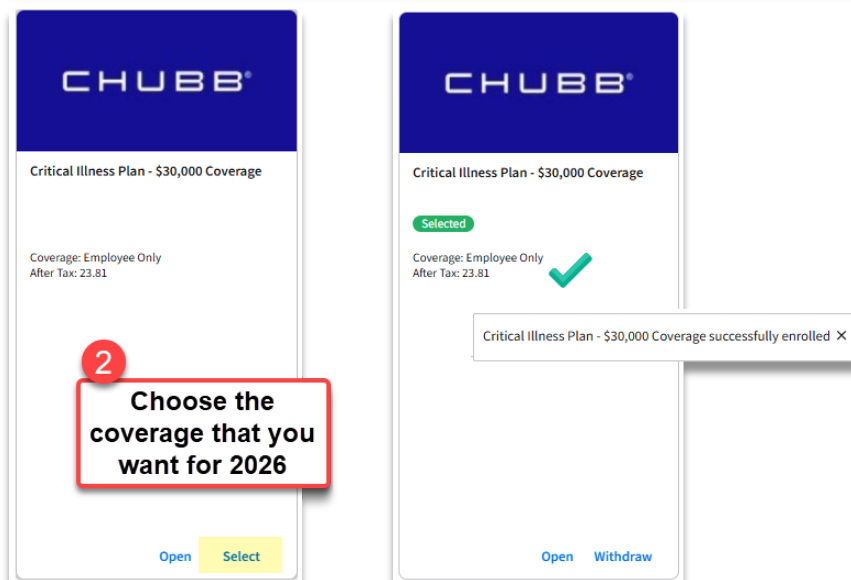 CHUBB®
Critical Illness Plan - $30,000 Coverage
Coverage: Employee Only
After Tax: 23.81
2
Choose the
coverage that you
want for 2026
Open Select
CHUBB®
Critical Illness Plan - $30,000 Coverage
Selected
Coverage: Employee Only
After Tax: 23.81
Critical Illness Plan - $30,000 Coverage successfully enrolled ×
Open Withdraw